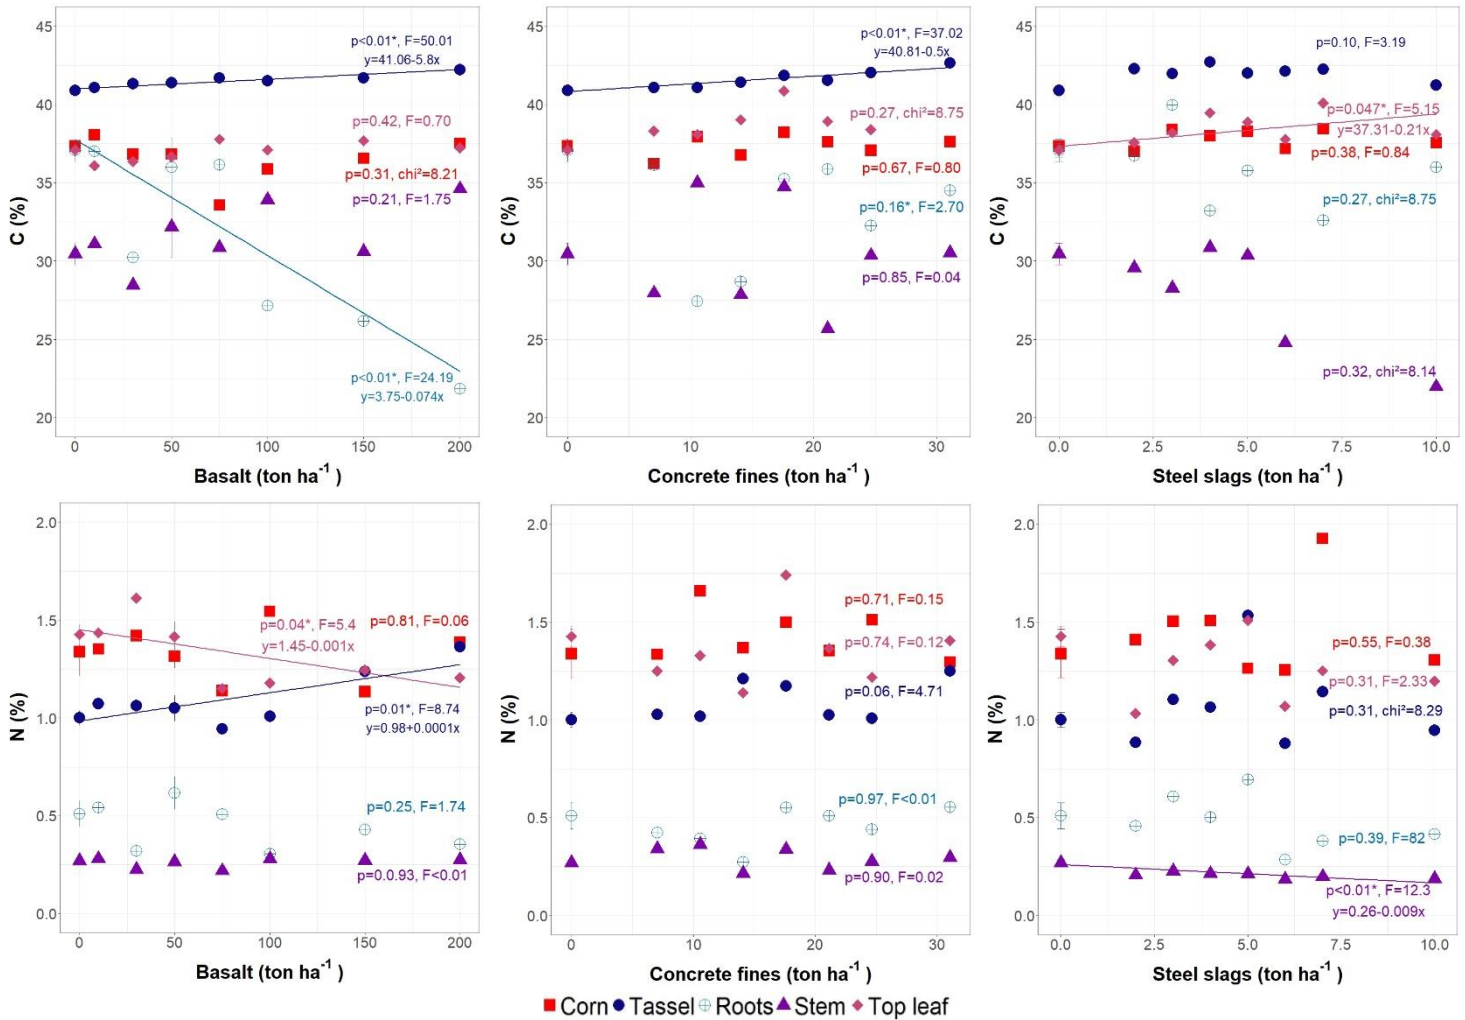 45
40
35
30
25
20
C (%)
p<0.01*, F=50.01
y=41.06-5.8x
p=0.42, F=0.70
p=0.31, chi²=8.21
p=0.21, F=1.75
p<0.01*, F=24.19
y=3.75-0.074x
0 50 100 150 200
Basalt (ton ha⁻¹ )
45
40
35
30
25
20
C (%)
p<0.01*, F=37.02
y=40.81-0.5x
p=0.27, chi²=8.75
p=0.67, F=0.80
p=0.16*, F=2.70
p=0.85, F=0.04
0 10 20 30
Concrete fines (ton ha⁻¹ )
45
40
35
30
25
20
C (%)
p=0.10, F=3.19
p=0.047*, F=5.15
y=37.31-0.21x
p=0.38, F=0.84
p=0.27, chi²=8.75
p=0.32, chi²=8.14
0.0 2.5 5.0 7.5 10.0
Steel slags (ton ha⁻¹ )
2.0
1.5
1.0
0.5
0.0
N (%)
p=0.04*, F=5.4
y=1.45-0.001x
p=0.81, F=0.06
p=0.01*, F=8.74
y=0.98+0.0001x
p=0.25, F=1.74
p=0.0.93, F<0.01
0 50 100 150 200
Basalt (ton ha⁻¹ )
2.0
1.5
1.0
0.5
0.0
N (%)
p=0.71, F=0.15
p=0.74, F=0.12
p=0.06, F=4.71
p=0.97, F<0.01
p=0.90, F=0.02
0 10 20 30
Concrete fines (ton ha⁻¹ )
2.0
1.5
1.0
0.5
0.0
N (%)
p=0.55, F=0.38
p=0.31, F=2.33
p=0.31, chi²=8.29
p=0.39, F=82
p<0.01*, F=12.3
y=0.26-0.009x
0.0 2.5 5.0 7.5 10.0
Steel slags (ton ha⁻¹ )
Corn Tassel Roots Stem Top leaf